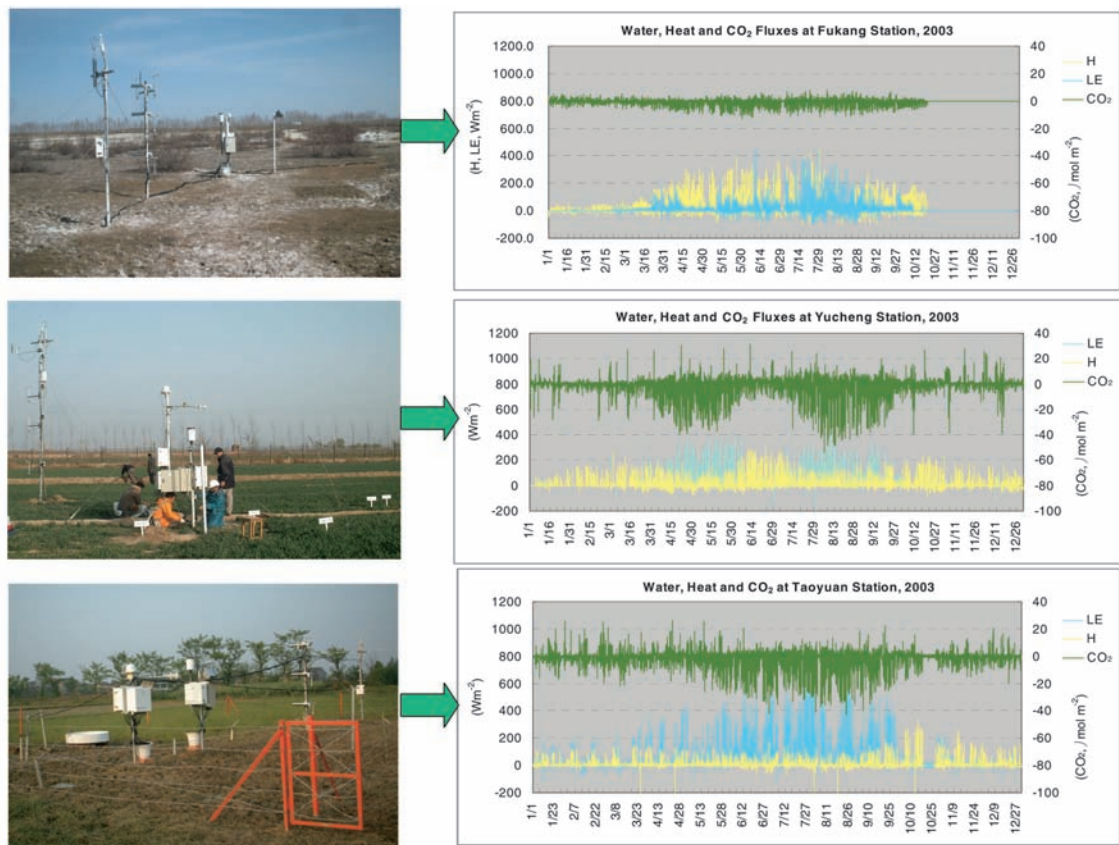 Water, Heat and CO₂ Fluxes at Fukang Station, 2003
1200.0
1000.0
800.0
600.0
400.0
200.0
0.0
-200.0
(H, LE, Wm⁻²)
40
20
0
-20
-40
-60
-80
-100
(CO₂, / mol m⁻²)
H
LE
CO₂
1/1 1/16 1/31 2/15 3/1 3/16 3/31 4/15 4/30 5/15 5/30 6/14 6/29 7/14 7/29 8/13 8/28 9/12 9/27 10/12 10/27 11/11 11/26 12/11 12/26
Water, Heat and CO₂ Fluxes at Yucheng Station, 2003
1200
1000
800
600
400
200
0
-200
(Wm⁻²)
40
20
0
-20
-40
-60
-80
-100
(CO₂, / mol m⁻²)
LE
H
CO₂
1/1 1/16 1/31 2/15 3/1 3/16 3/31 4/15 4/30 5/15 5/30 6/14 6/29 7/14 7/29 8/13 8/28 9/12 9/27 10/12 10/27 11/11 11/26 12/11 12/26
Water, Heat and CO₂ at Taoyuan Station, 2003
1200
1000
800
600
400
200
0
-200
(Wm⁻²)
40
20
0
-20
-40
-60
-80
-100
(CO₂, / mol m⁻²)
LE
H
CO₂
1/1 1/23 2/7 2/22 3/8 3/23 4/13 4/28 5/13 5/28 6/12 6/27 7/12 7/27 8/11 8/26 9/10 9/25 10/10 10/25 11/9 11/24 12/12 12/27